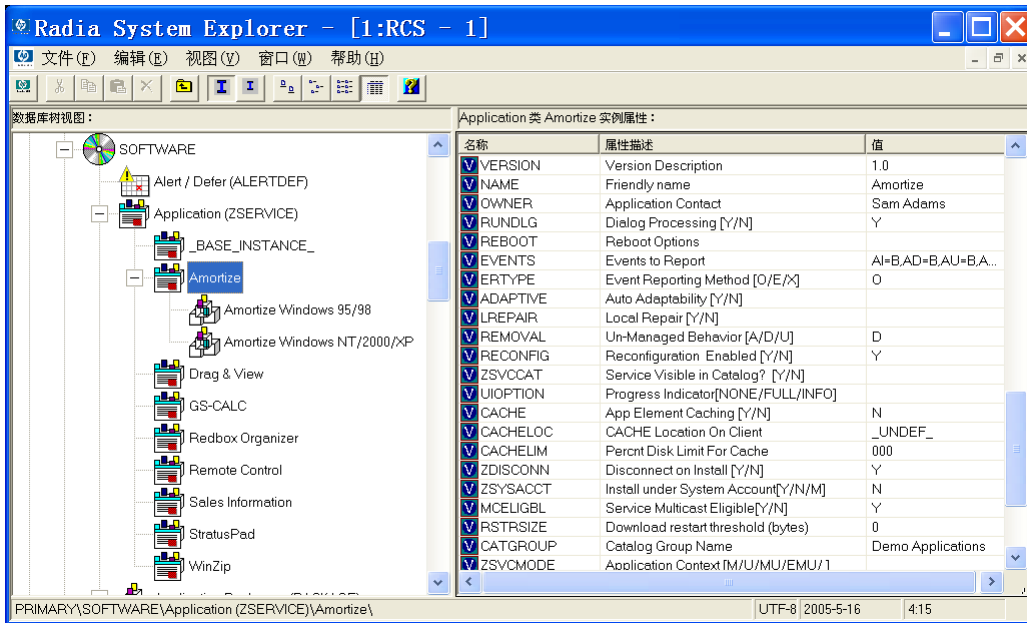 Radia System Explorer - [1:RCS - 1]
文件(F) 编辑(E) 视图(V) 窗口(W) 帮助(H)
数据库树视图：
SOFTWARE
Alert / Defer (ALERTDEF)
Application (ZSERVICE)
_BASE_INSTANCE_
Amortize
Amortize Windows 95/98
Amortize Windows NT/2000/XP
Drag & View
GS-CALC
Redbox Organizer
Remote Control
Sales Information
StratusPad
WinZip
Application 类 Amortize 实例属性：
名称 属性描述 值
VERSION Version Description 1.0
NAME Friendly name Amortize
OWNER Application Contact Sam Adams
RUNDLG Dialog Processing [Y/N] Y
REBOOT Reboot Options
EVENTS Events to Report AI=B,AD=B,AU=B,A...
ERTYPE Event Reporting Method [O/E/X] O
ADAPTIVE Auto Adaptability [Y/N]
LREPAIR Local Repair [Y/N]
REMOVAL Un-Managed Behavior [A/D/U] D
RECONFIG Reconfiguration Enabled [Y/N] Y
ZSVCCAT Service Visible in Catalog? [Y/N]
UIOPTION Progress Indicator[NONE/FULL/INFO]
CACHE App Element Caching [Y/N] N
CACHELOC CACHE Location On Client _UNDEF_
CACHELIM Percnt Disk Limit For Cache 000
ZDISCONN Disconnect on Install [Y/N] Y
ZSYSACCT Install under System Account[Y/N/M] N
MCELIGBL Service Multicast Eligible[Y/N] Y
RSTRSIZE Download restart threshold (bytes) 0
CATGROUP Catalog Group Name Demo Applications
ZSVCMODE Application Context [M/U/MU/EMU/ ]
PRIMARY\SOFTWARE\Application (ZSERVICE)\Amortize\ UTF-8 2005-5-16 4:15